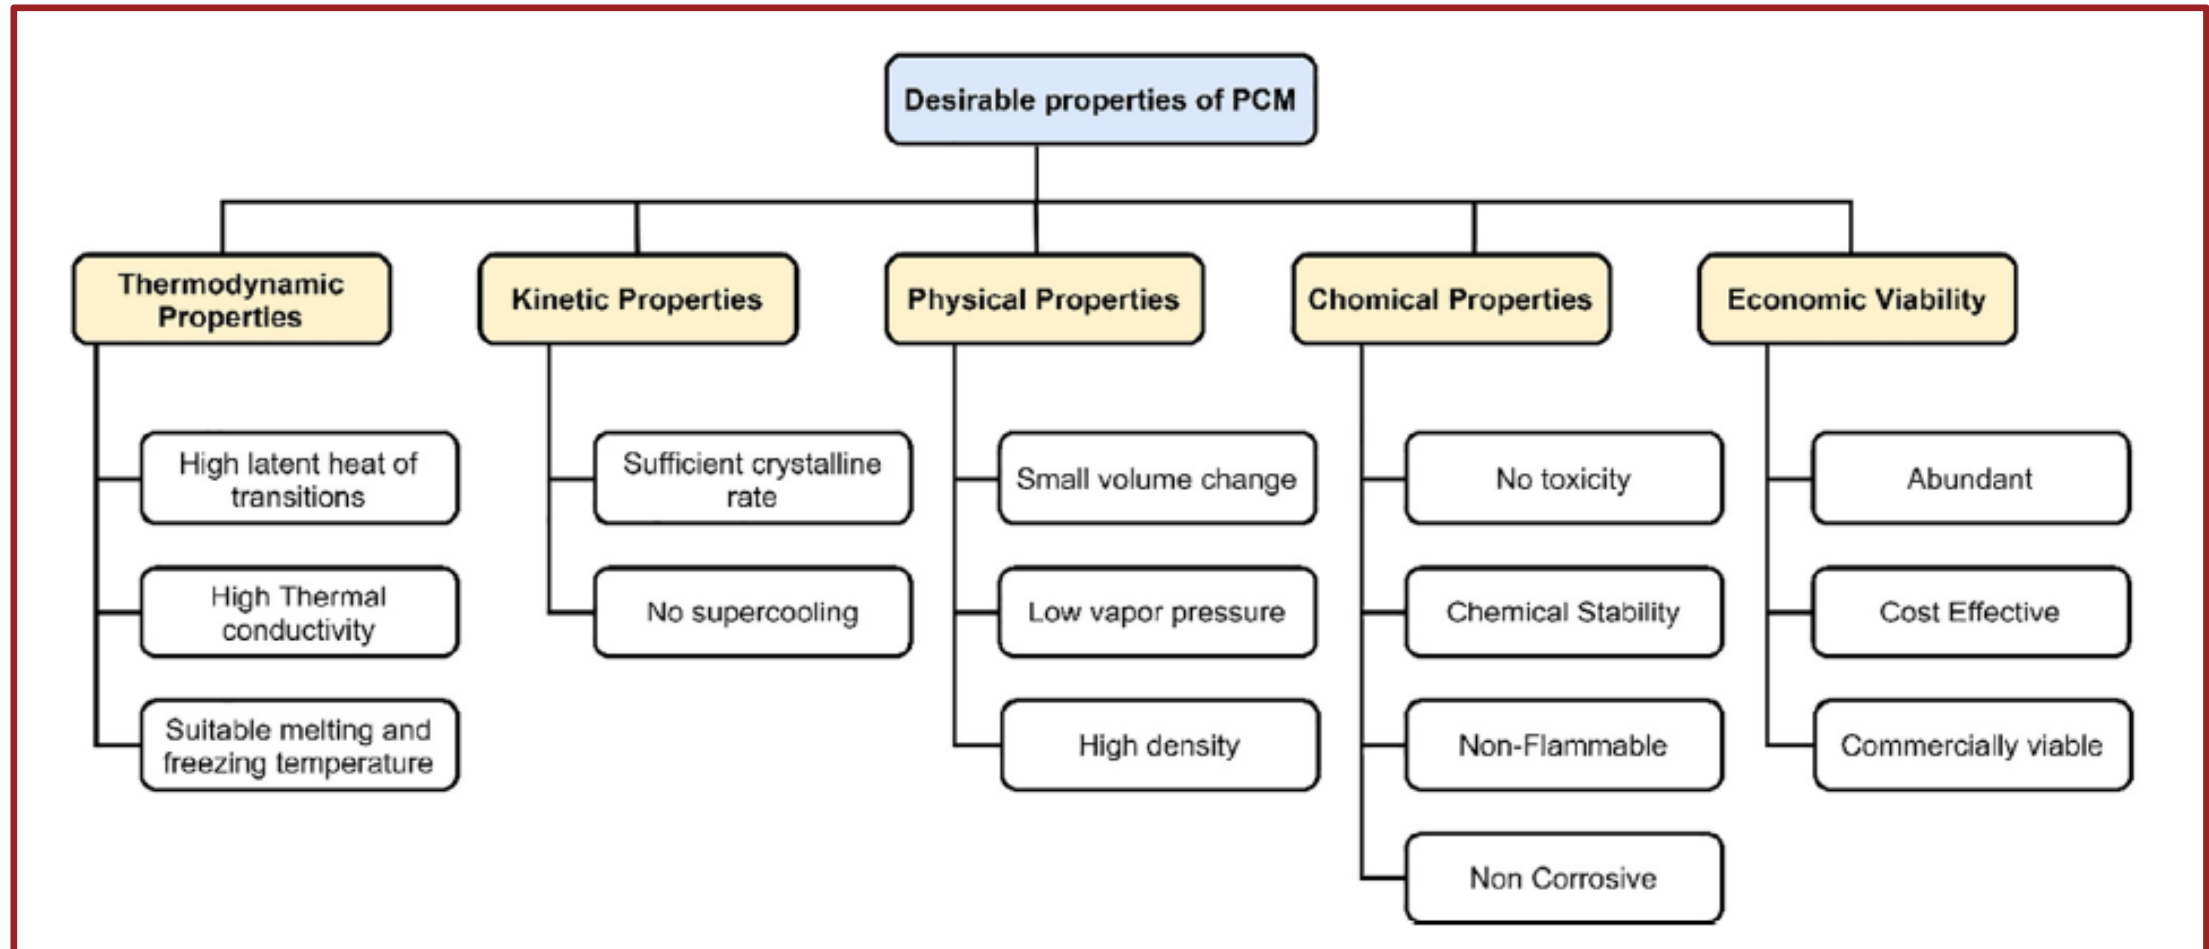 Desirable properties of PCM
Thermodynamic
Properties
Kinetic Properties
Physical Properties
Chomical Properties
Economic Viability
High latent heat of
transitions
High Thermal
conductivity
Suitable melting and
freezing temperature
Sufficient crystalline
rate
No supercooling
Small volume change
Low vapor pressure
High density
No toxicity
Chemical Stability
Non-Flammable
Non Corrosive
Abundant
Cost Effective
Commercially viable